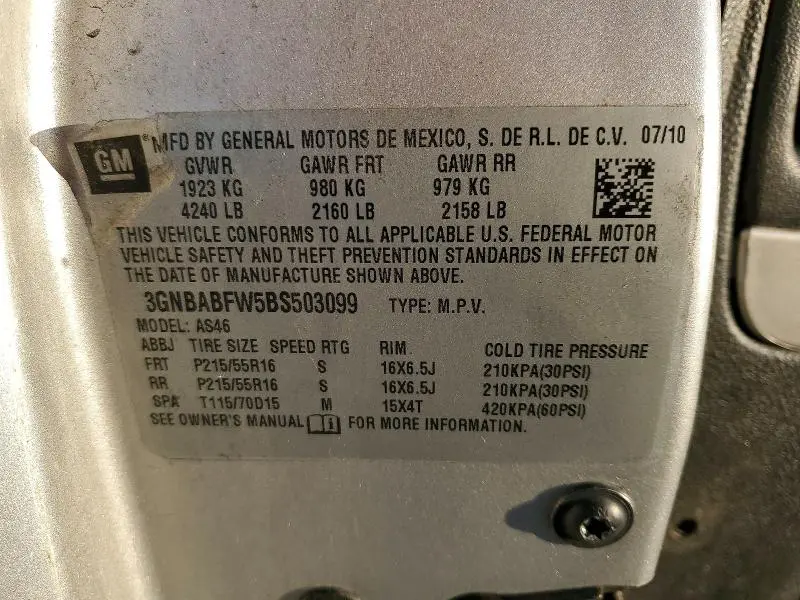 GM ® MFD BY GENERAL MOTORS DE MEXICO, S. DE R.L. DE C.V. 07/10
GVWR GAWR FRT GAWR RR
1923 KG 980 KG 979 KG
4240 LB 2160 LB 2158 LB
THIS VEHICLE CONFORMS TO ALL APPLICABLE U.S. FEDERAL MOTOR
VEHICLE SAFETY AND THEFT PREVENTION STANDARDS IN EFFECT ON
THE DATE OF MANUFACTURE SHOWN ABOVE.
3GNBABFW5BS503099 TYPE: M.P.V.
MODEL: AS46
ABBJ TIRE SIZE SPEED RTG RIM COLD TIRE PRESSURE
FRT P215/55R16 S 16X6.5J 210KPA(30PSI)
RR P215/55R16 S 16X6.5J 210KPA(30PSI)
SPA T115/70D15 M 15X4T 420KPA(60PSI)
SEE OWNER'S MANUAL FOR MORE INFORMATION.